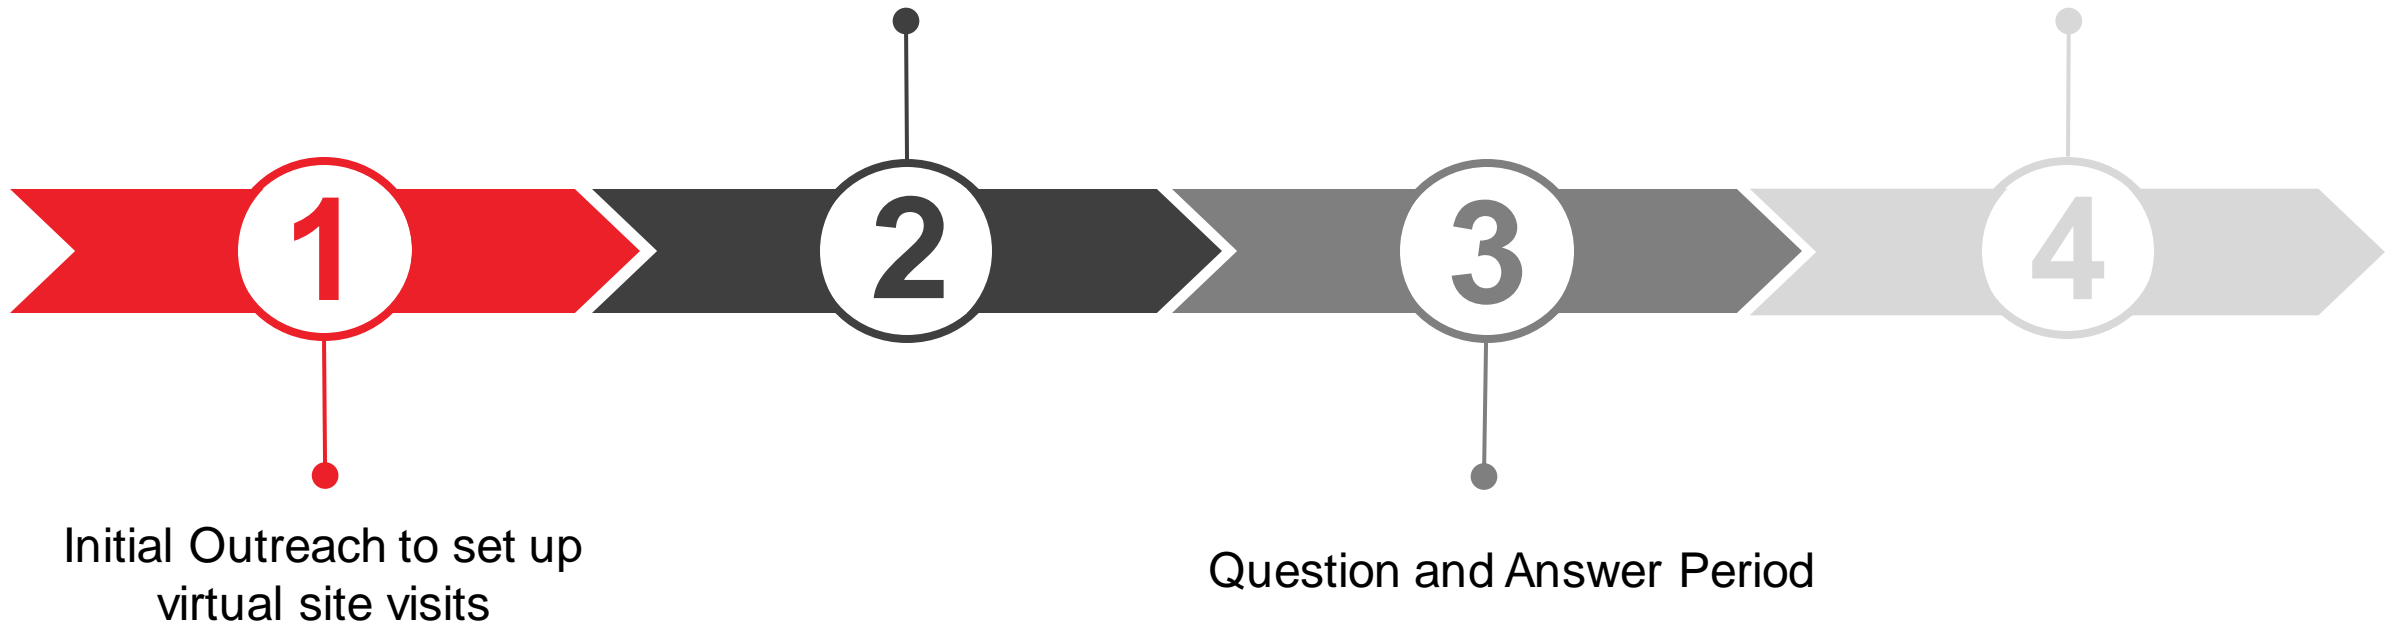 1
2
3
4
Initial Outreach to set up
virtual site visits
Question and Answer Period